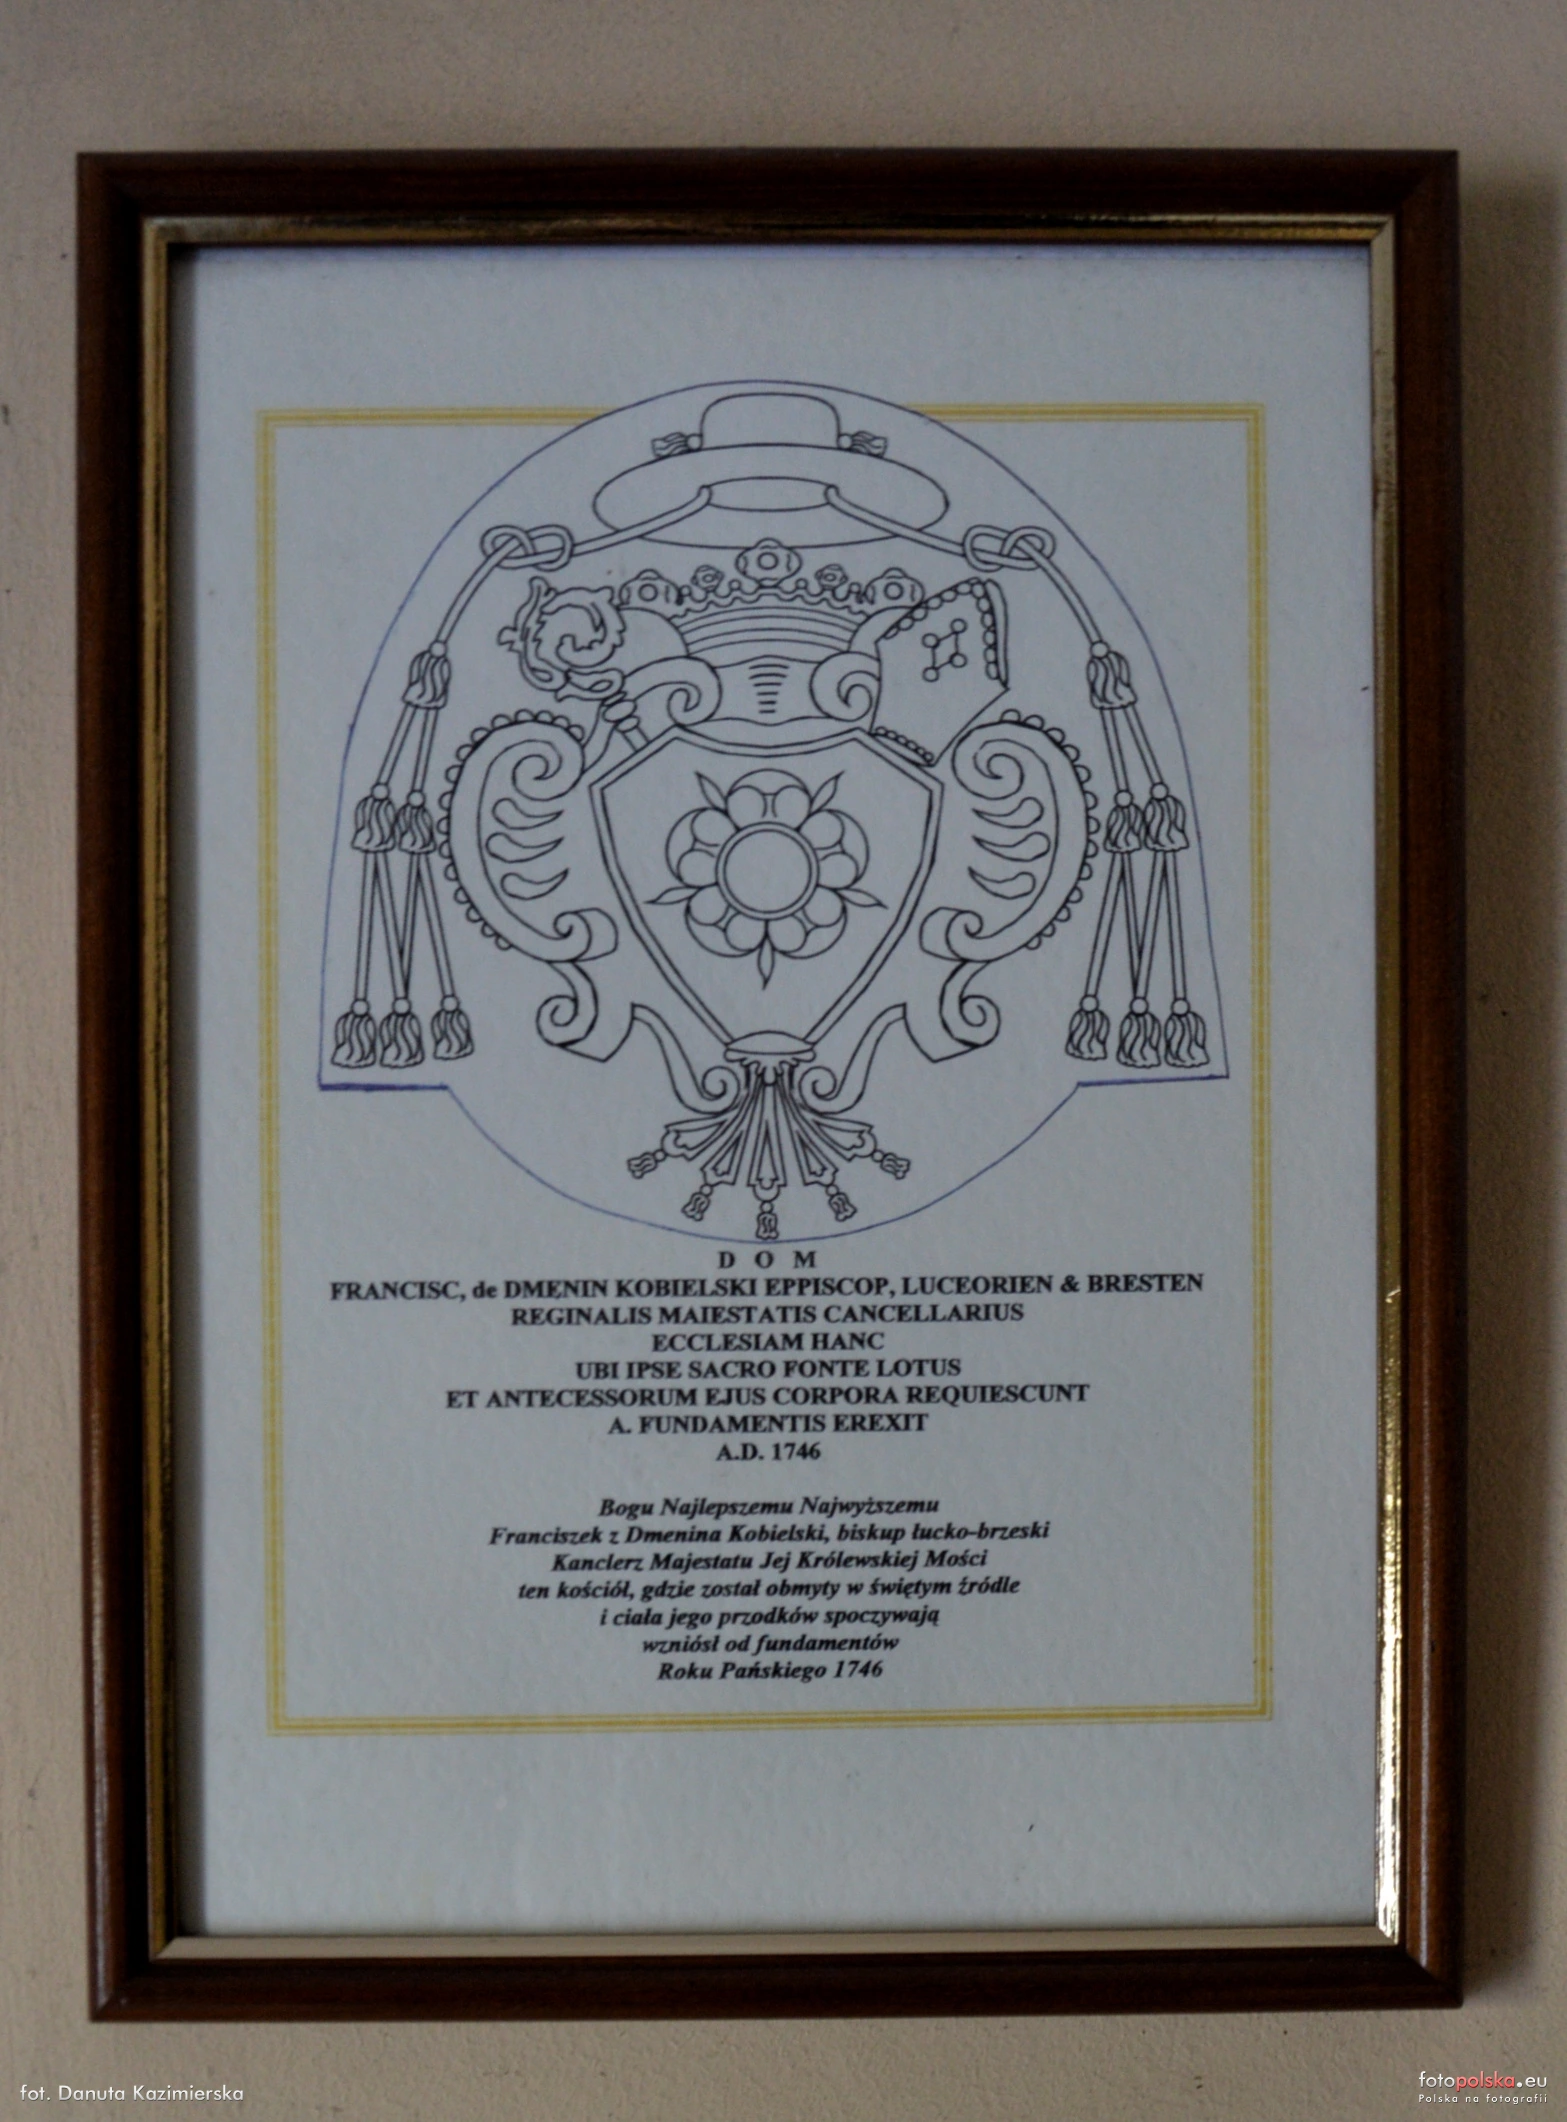 D O M
FRANCISC, de DMENIN KOBIELSKI EPPISCOP, LUCEORIEN & BRESTEN
REGINALIS MAIESTATIS CANCELLARIUS
ECCLESIAM HANC
UBI IPSE SACRO FONTE LOTUS
ET ANTECESSORUM EJUS CORPORA REQUIESCUNT
A. FUNDAMENTIS EREXIT
A.D. 1746
Bogu Najlepszemu Najwyższemu
Franciszek z Dmenina Kobielski, biskup łucko-brzeski
Kanclerz Majestatu Jej Królewskiej Mości
ten kościół, gdzie został obmyty w świętym źródle
i ciała jego przodków spoczywają
wzniósł od fundamentów
Roku Pańskiego 1746
fot. Danuta Kazimierska
fotopolska.eu
Polska na fotografii